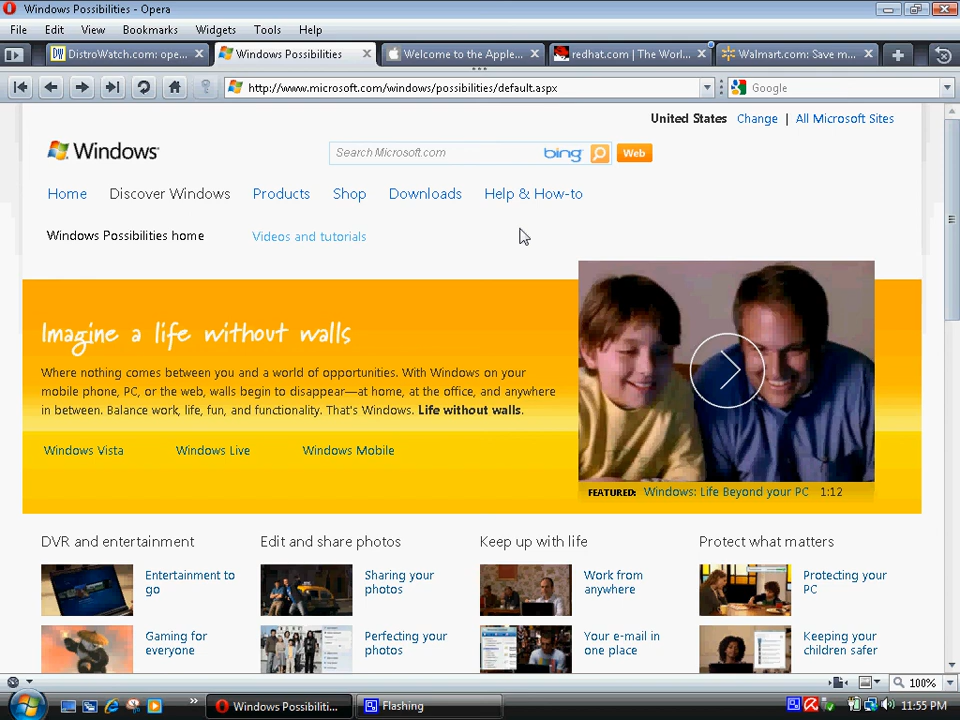 Windows Possibilities - Opera
File Edit View Bookmarks Widgets Tools Help
DistroWatch.com: ope... Windows Possibilities Welcome to the Apple... redhat.com | The Worl... Walmart.com: Save m...
http://www.microsoft.com/windows/possibilities/default.aspx Google
United States Change | All Microsoft Sites
Windows Search Microsoft.com bing Web
Home Discover Windows Products Shop Downloads Help & How-to
Windows Possibilities home Videos and tutorials
Imagine a life without walls
Where nothing comes between you and a world of opportunities. With Windows on your
mobile phone, PC, or the web, walls begin to disappear—at home, at the office, and anywhere
in between. Balance work, life, fun, and functionality. That's Windows. Life without walls.
Windows Vista Windows Live Windows Mobile
FEATURED: Windows: Life Beyond your PC 1:12
DVR and entertainment Edit and share photos Keep up with life Protect what matters
Entertainment to go
Sharing your photos
Work from anywhere
Protecting your PC
Gaming for everyone
Perfecting your photos
Your e-mail in one place
Keeping your children safer
100%
Windows Possibiliti... Flashing 11:55 PM